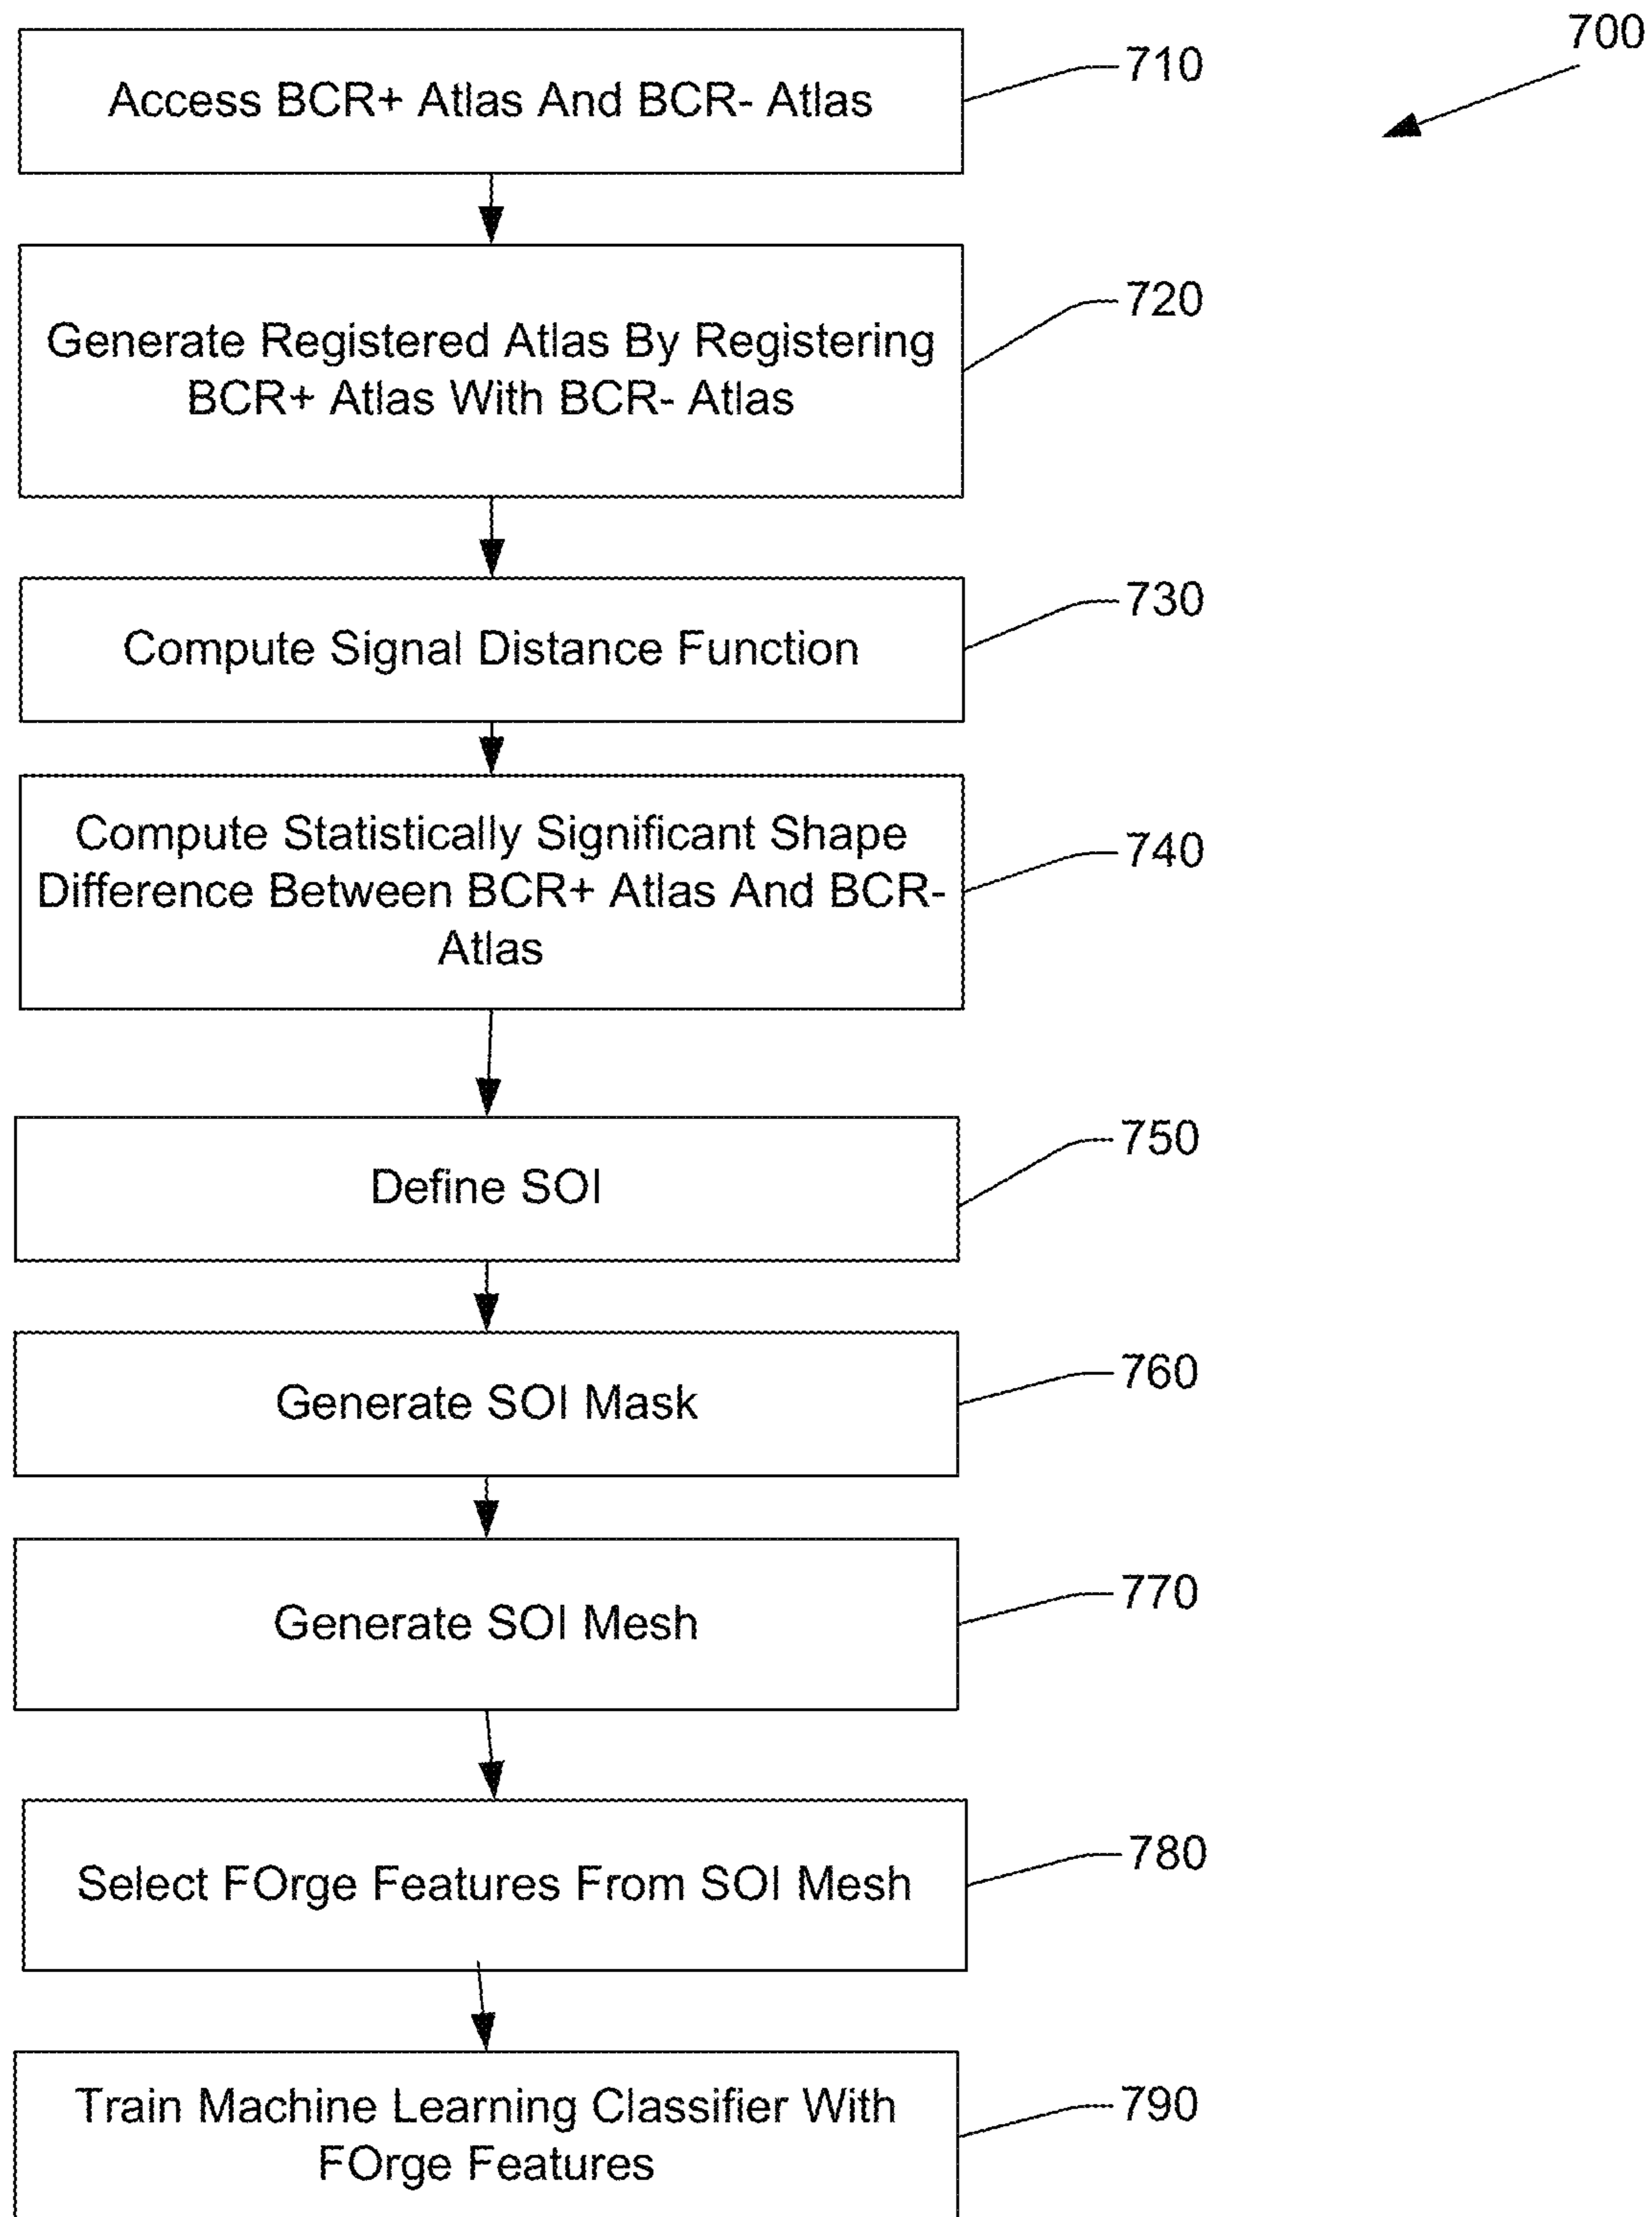 700
Access BCR+ Atlas And BCR- Atlas
710
Generate Registered Atlas By Registering
BCR+ Atlas With BCR- Atlas
720
Compute Signal Distance Function
730
Compute Statistically Significant Shape
Difference Between BCR+ Atlas And BCR-
Atlas
740
Define SOI
750
Generate SOI Mask
760
Generate SOI Mesh
770
Select FOrge Features From SOI Mesh
780
Train Machine Learning Classifier With
FOrge Features
790